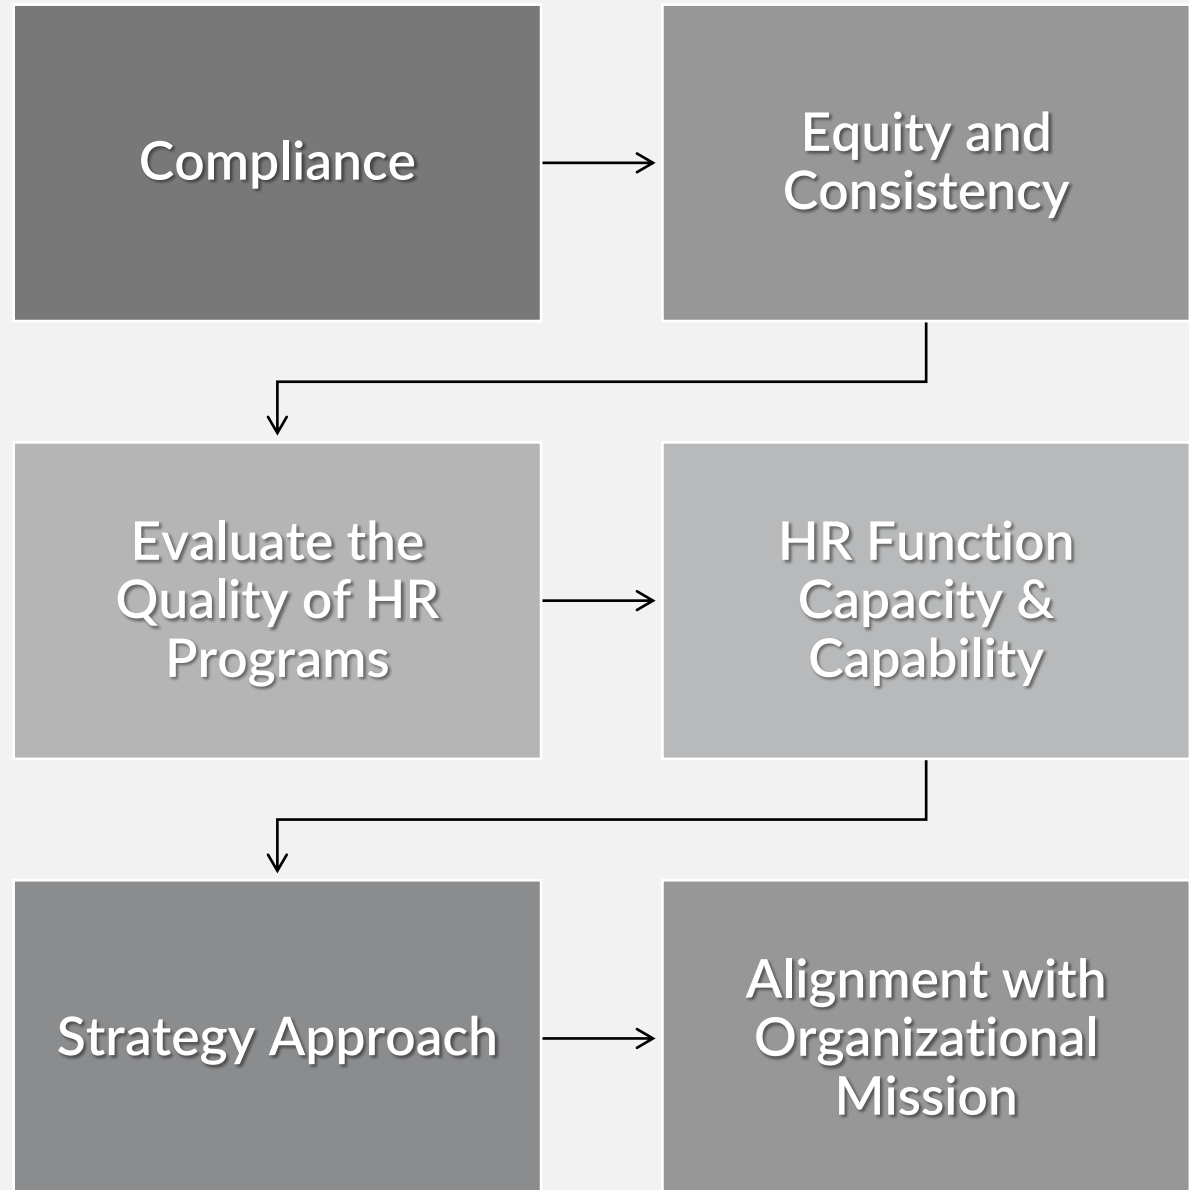 Compliance
Equity and
Consistency
Evaluate the
Quality of HR
Programs
HR Function
Capacity &
Capability
Strategy Approach
Alignment with
Organizational
Mission